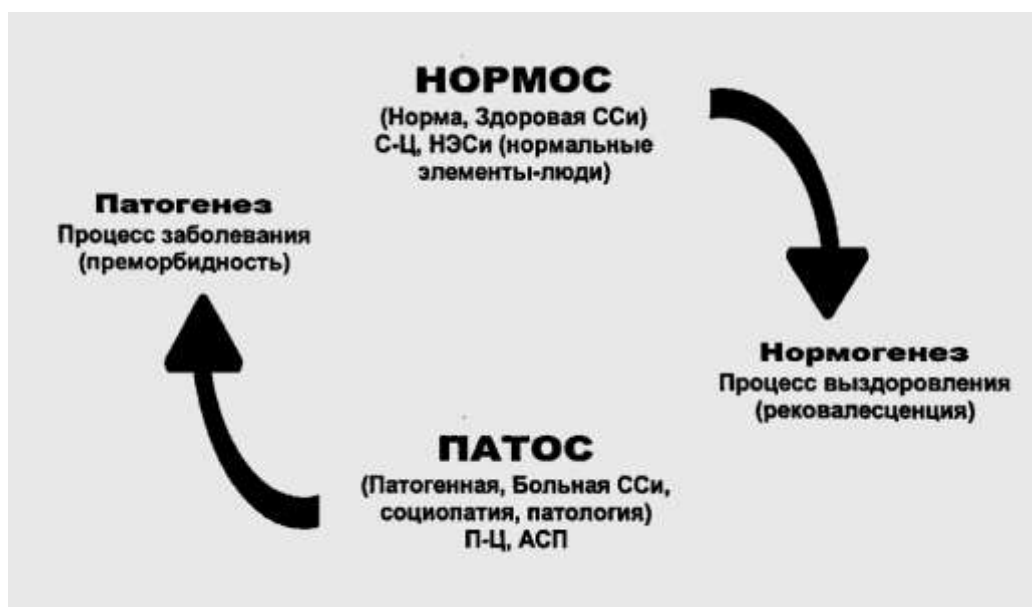 НОРМОС
(Норма, Здоровая ССи)
С-Ц, НЭСи (нормальные
элементы-люди)
Патогенез
Процесс заболевания
(преморбидность)
Нормогенез
Процесс выздоровления
(рековалесценция)
ПАТОС
(Патогенная, Больная ССи,
социопатия, патология)
П-Ц, АСП